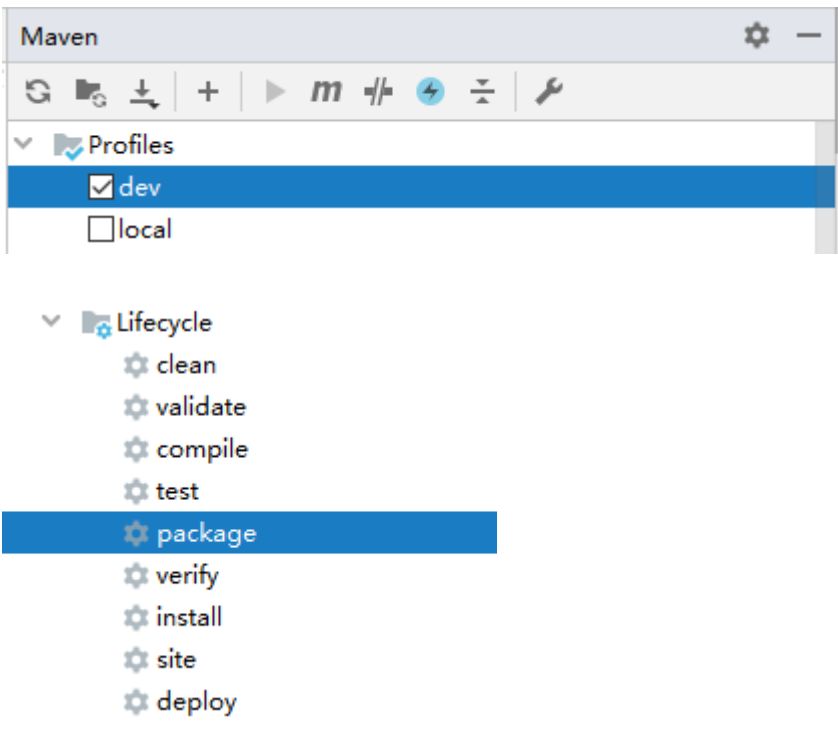 Maven
m
Profiles
dev
local
Lifecycle
clean
validate
compile
test
package
verify
install
site
deploy